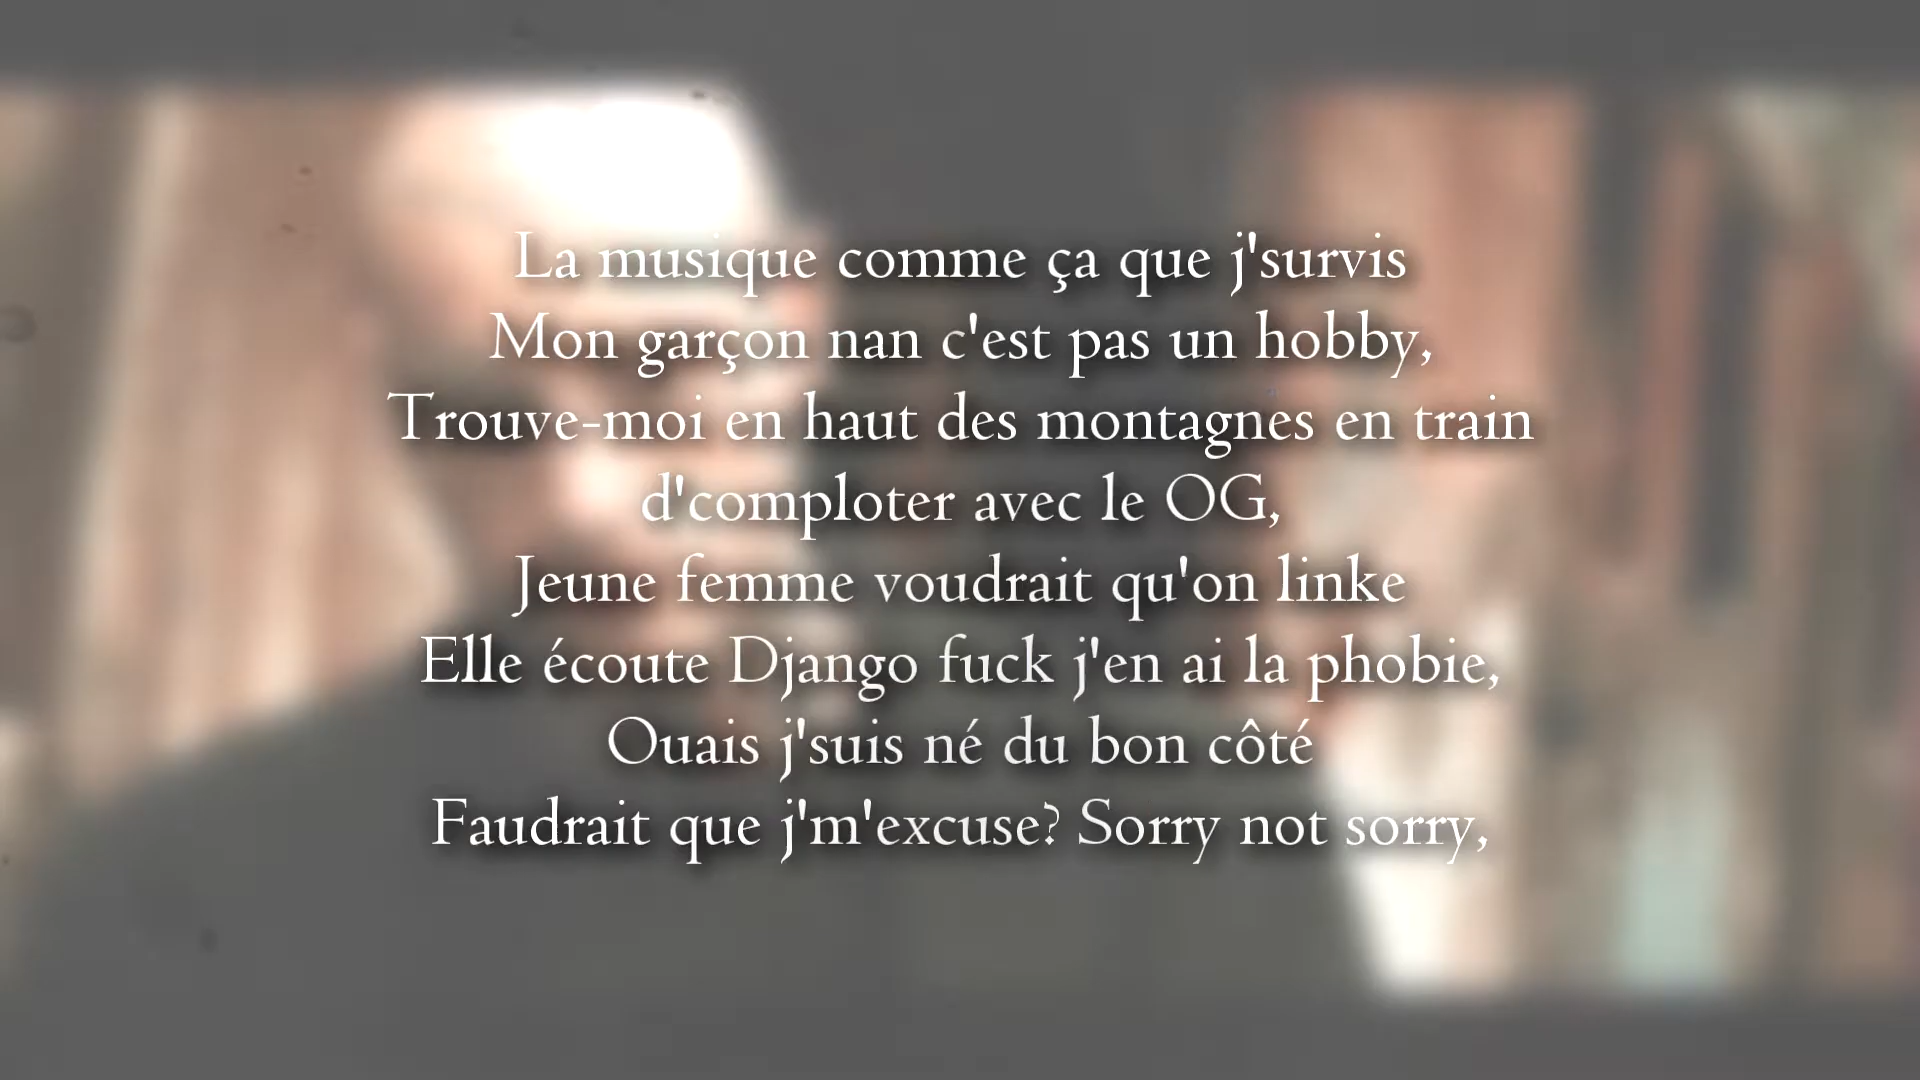 La musique comme ça que j'survis
Mon garçon nan c'est pas un hobby,
Trouve-moi en haut des montagnes en train
d'comploter avec le OG,
Jeune femme voudrait qu'on linke
Elle écoute Django fuck j'en ai la phobie,
Ouais j'suis né du bon côté
Faudrait que j'm'excuse? Sorry not sorry,